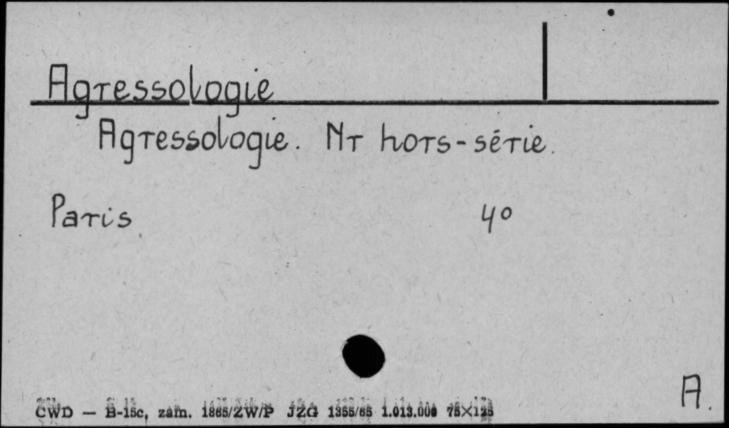 Agressologie
Agressologie. Nr hors-série.
Paris 4°
CWD — B-15c, zam. 1865/ZW/P JZG 1355/65 1.013.000 75×125
A.